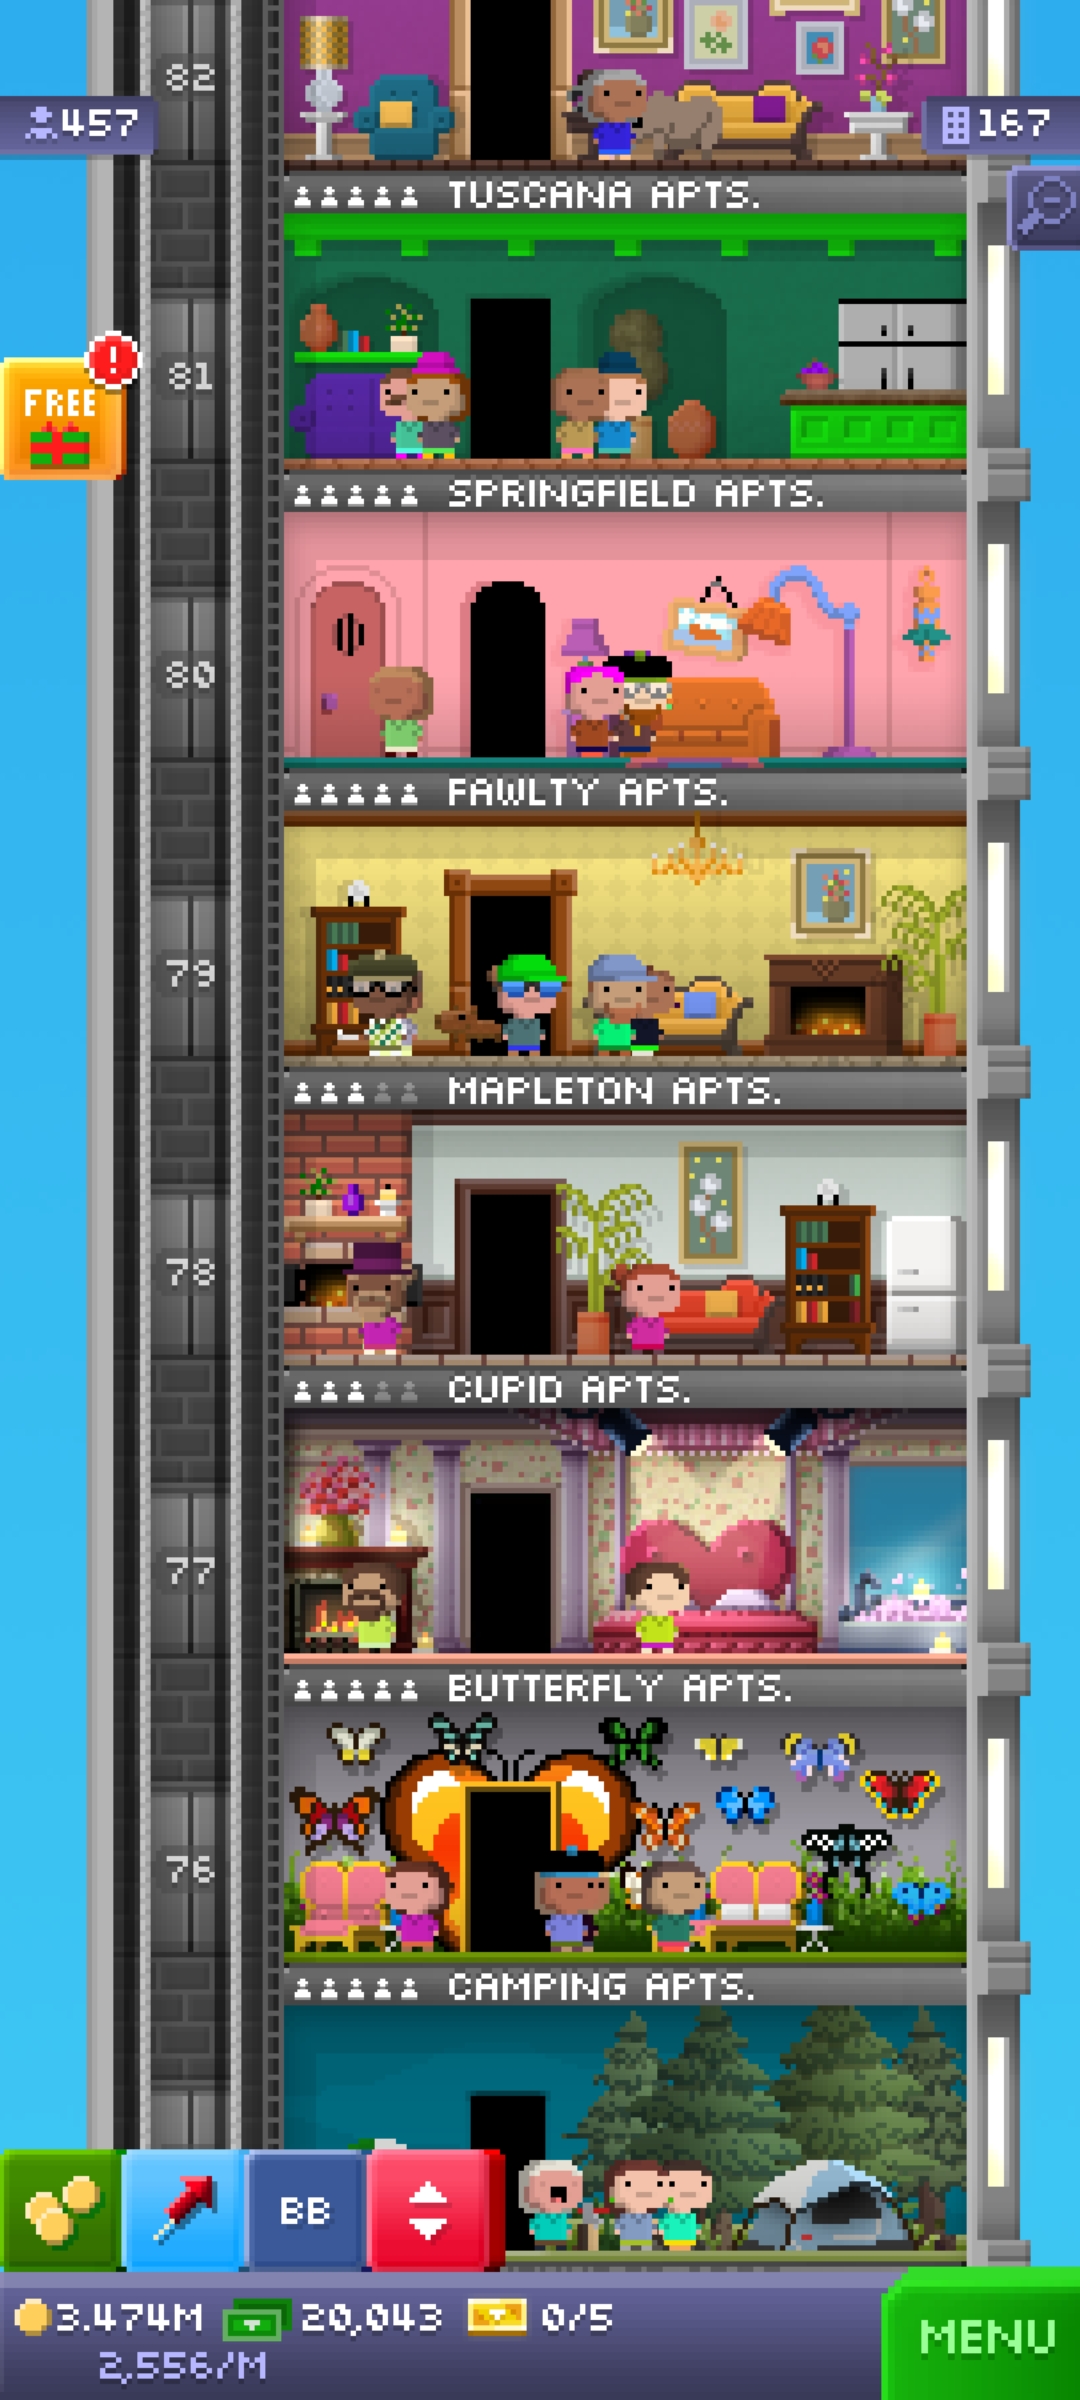 82
457
167
TUSCANA APTS.
81
FREE
!
SPRINGFIELD APTS.
80
FAWLTY APTS.
79
MAPLETON APTS.
78
CUPID APTS.
77
BUTTERFLY APTS.
76
CAMPING APTS.
BB
3.474M 20,043 0/5
2,556/M
MENU